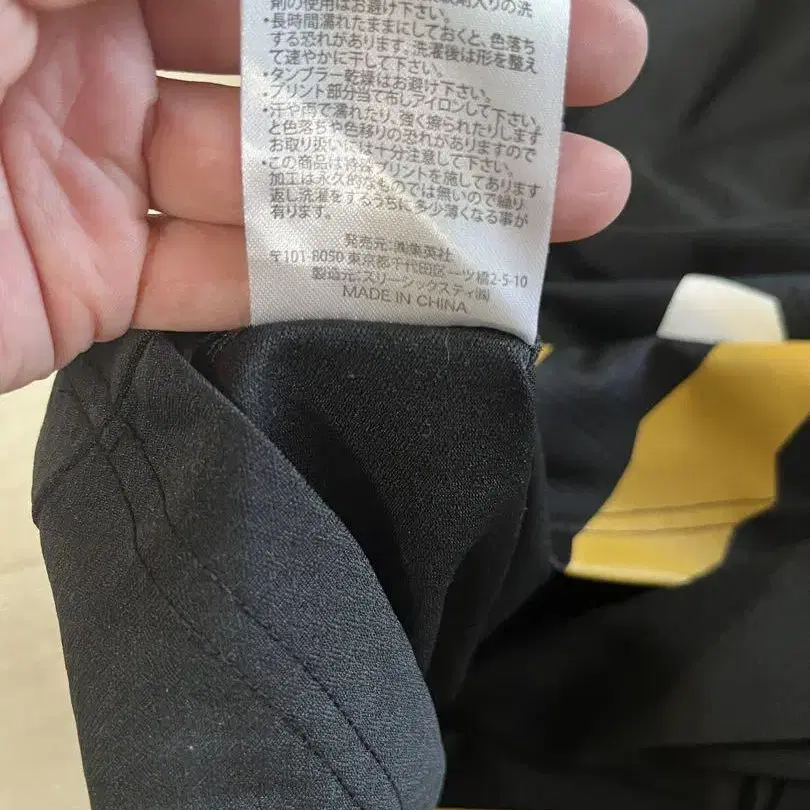 剤の使用はお避け下さい。
・長時間濡れたままにしておくと、色落ち
する恐れがあります。洗濯後は形を整え
て速やかに干して下さい。
・タンブラー乾燥はお避け下さい。
プリント部分当て布しアイロンして下さい。
・汗や雨で濡れたり、強く擦られたりしますと
色落ちや色移りの恐れがありますので
お取り扱いには十分注意して下さい。
・この商品は特殊プリントを施してあります
加工は永久的なものでは無いので繰り
返し洗濯をするうちに多少薄くなる事が
有ります。
発売元:㈱集英社
〒101-8050 東京都千代田区一ツ橋2-5-10
製造元:スリーシックスティ㈱
MADE IN CHINA